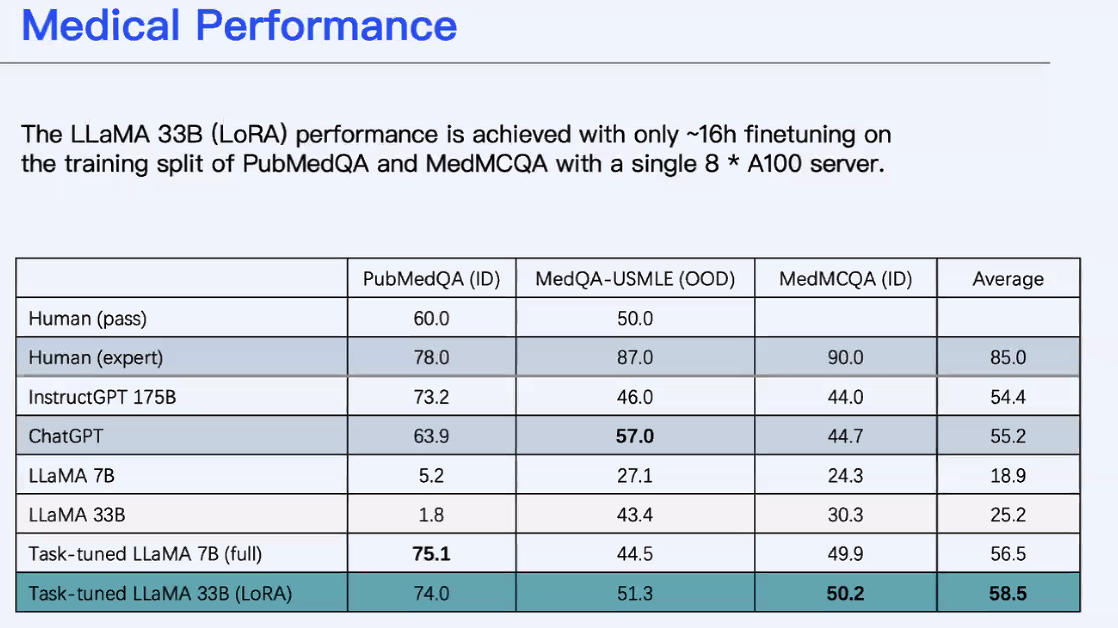 Medical Performance
The LLaMA 33B (LoRA) performance is achieved with only ~16h finetuning on
the training split of PubMedQA and MedMCQA with a single 8 * A100 server.
PubMedQA (ID) MedQA-USMLE (OOD) MedMCQA (ID) Average
Human (pass) 60.0 50.0
Human (expert) 78.0 87.0 90.0 85.0
InstructGPT 175B 73.2 46.0 44.0 54.4
ChatGPT 63.9 57.0 44.7 55.2
LLaMA 7B 5.2 27.1 24.3 18.9
LLaMA 33B 1.8 43.4 30.3 25.2
Task-tuned LLaMA 7B (full) 75.1 44.5 49.9 56.5
Task-tuned LLaMA 33B (LoRA) 74.0 51.3 50.2 58.5